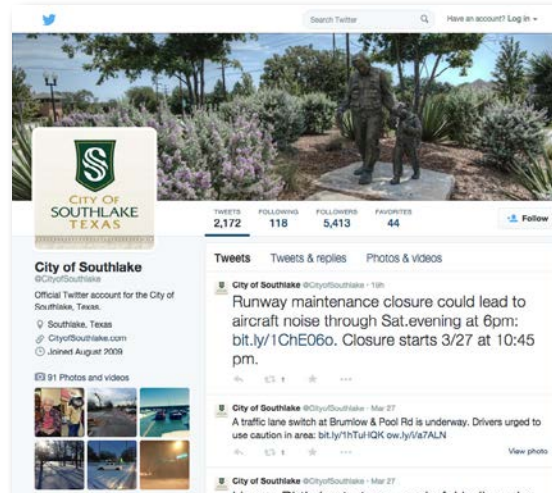 Search Twitter
Have an account? Log in
CITY OF
SOUTHLAKE
TEXAS
TWEETS
2,172
FOLLOWING
118
FOLLOWERS
5,413
FAVORITES
44
Follow
City of Southlake
@CityofSouthlake
Official Twitter account for the City of
Southlake, Texas.
Southlake, Texas
CityofSouthlake.com
Joined August 2009
91 Photos and videos
Tweets Tweets & replies Photos & videos
City of Southlake @CityofSouthlake · 19h
Runway maintenance closure could lead to
aircraft noise through Sat.evening at 6pm:
bit.ly/1ChE06o. Closure starts 3/27 at 10:45
pm.
1
City of Southlake @CityofSouthlake · Mar 27
A traffic lane switch at Brumlow & Pool Rd is underway. Drivers urged to
use caution in area: bit.ly/1hTuHQK ow.ly/i/a7ALN
1
View photo
City of Southlake @CityofSouthlake · Mar 27